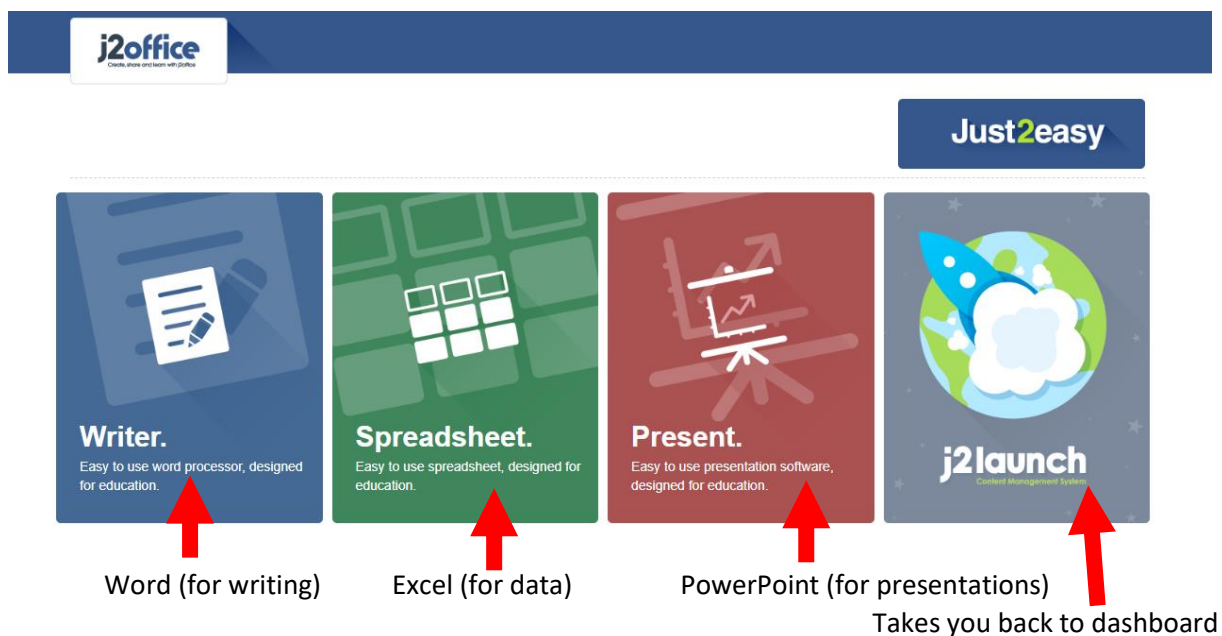 j2office
Create, share and learn with j2office
Just2easy
Writer.
Easy to use word processor, designed
for education.
Spreadsheet.
Easy to use spreadsheet, designed for
education.
Present.
Easy to use presentation software,
designed for education.
j2launch
Content Management System
Word (for writing)
Excel (for data)
PowerPoint (for presentations)
Takes you back to dashboard